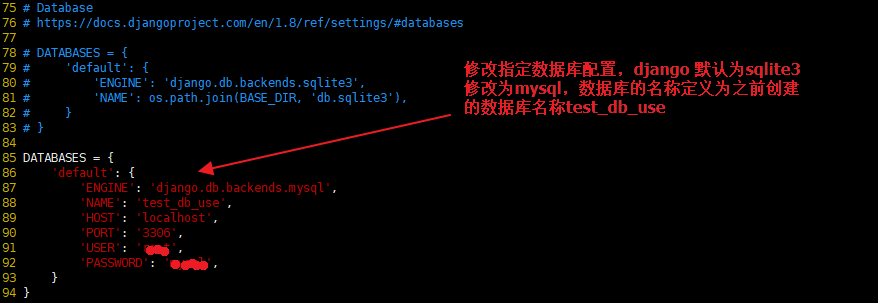 75 # Database
76 # https://docs.djangoproject.com/en/1.8/ref/settings/#databases
77
78 # DATABASES = {
79 #     'default': {
80 #         'ENGINE': 'django.db.backends.sqlite3',
81 #         'NAME': os.path.join(BASE_DIR, 'db.sqlite3'),
82 #     }
83 # }
84
85 DATABASES = {
86     'default': {
87         'ENGINE': 'django.db.backends.mysql',
88         'NAME': 'test_db_use',
89         'HOST': 'localhost',
90         'PORT': '3306',
91         'USER': '',
92         'PASSWORD': '',
93     }
94 }
修改指定数据库配置，django 默认为sqlite3
修改为mysql，数据库的名称定义为之前创建
的数据库名称test_db_use